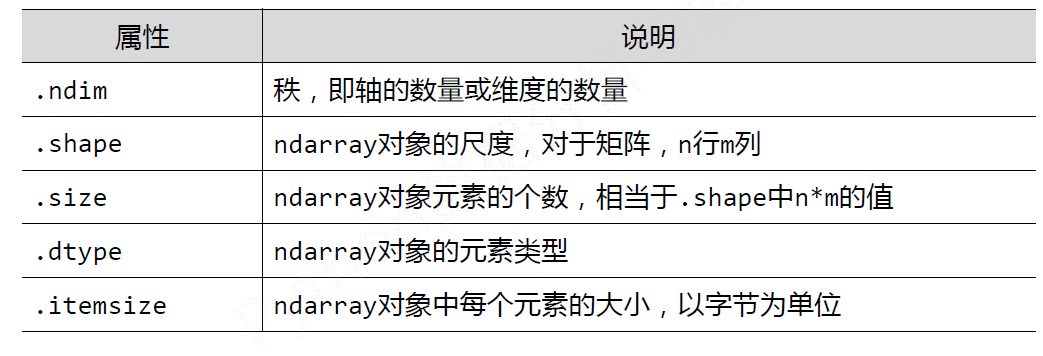 属性 说明
.ndim 秩，即轴的数量或维度的数量
.shape ndarray对象的尺度，对于矩阵，n行m列
.size ndarray对象元素的个数，相当于.shape中n*m的值
.dtype ndarray对象的元素类型
.itemsize ndarray对象中每个元素的大小，以字节为单位